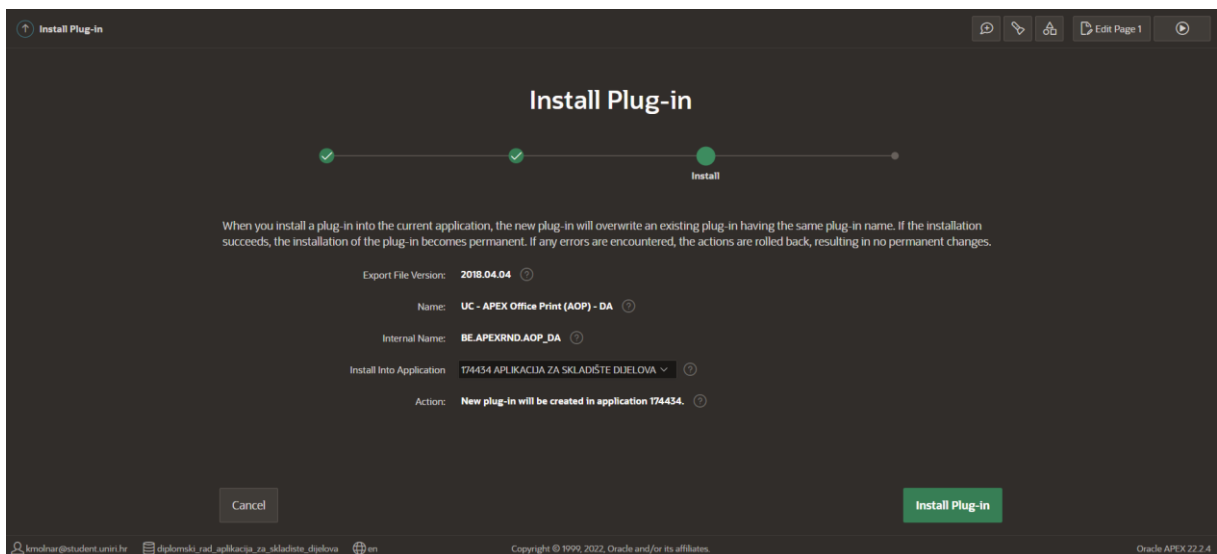 Install Plug-in
Edit Page 1
Install Plug-in
Install
When you install a plug-in into the current application, the new plug-in will overwrite an existing plug-in having the same plug-in name. If the installation
succeeds, the installation of the plug-in becomes permanent. If any errors are encountered, the actions are rolled back, resulting in no permanent changes.
Export File Version: 2018.04.04
Name: UC - APEX Office Print (AOP) - DA
Internal Name: BE.APEXRND.AOP_DA
Install Into Application 174434 APLIKACIJA ZA SKLADIŠTE DIJELOVA
Action: New plug-in will be created in application 174434.
Cancel Install Plug-in
kmolnar@student.uniri.hr diplomski_rad_aplikacija_za_skladiste_dijelova en Copyright © 1999, 2022, Oracle and/or its affiliates. Oracle APEX 22.2.4